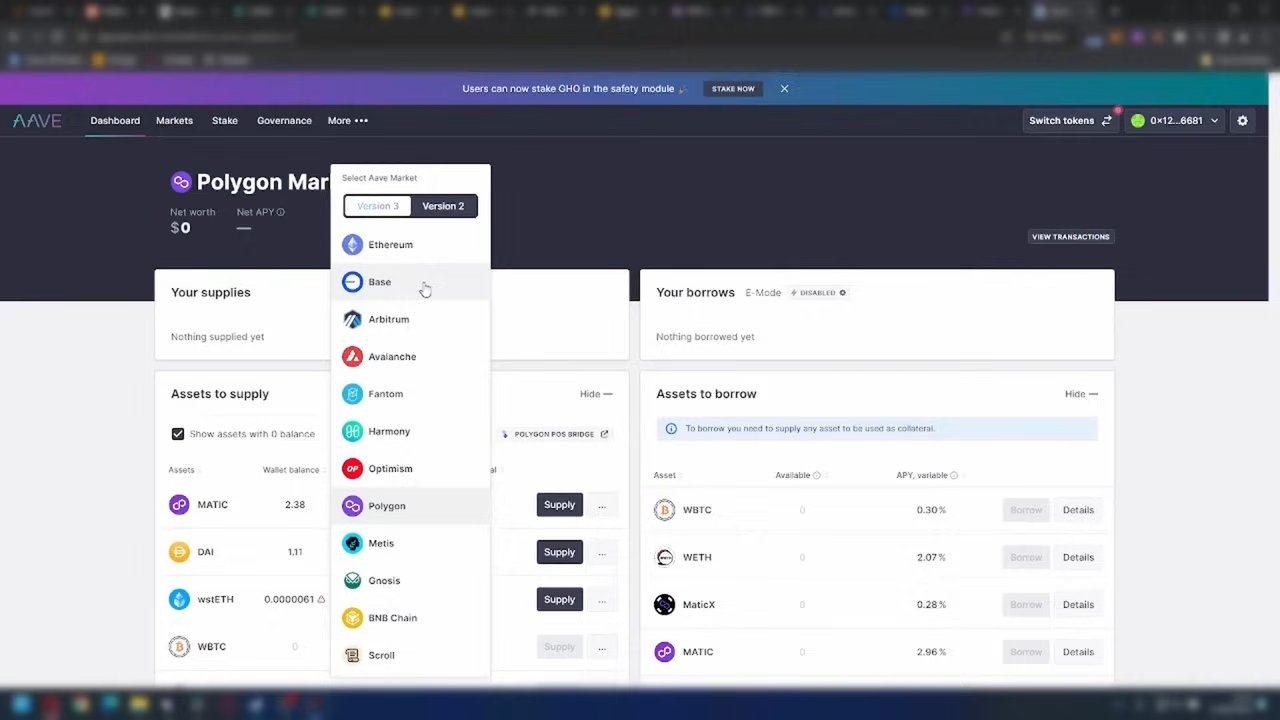 Users can now stake GHO in the safety module 🎉 STAKE NOW
AAVE Dashboard Markets Stake Governance More ••• Switch tokens 0×12...6681
Polygon Mar
Net worth Net APY
$0 —
VIEW TRANSACTIONS
Select Aave Market
Version 3 Version 2
Ethereum
Base
Arbitrum
Avalanche
Fantom
Harmony
Optimism
Polygon
Metis
Gnosis
BNB Chain
Scroll
Your supplies
Nothing supplied yet
Your borrows E-Mode DISABLED
Nothing borrowed yet
Assets to supply Hide —
Show assets with 0 balance POLYGON POS BRIDGE
Assets Wallet balance al
MATIC 2.38 Supply ...
DAI 1.11 Supply ...
wstETH 0.0000061 Supply ...
WBTC 0 Supply ...
Assets to borrow Hide —
To borrow you need to supply any asset to be used as collateral.
Asset Available APY, variable
WBTC 0 0.30 % Borrow Details
WETH 0 2.07 % Borrow Details
MaticX 0 0.28 % Borrow Details
MATIC 0 2.96 % Borrow Details